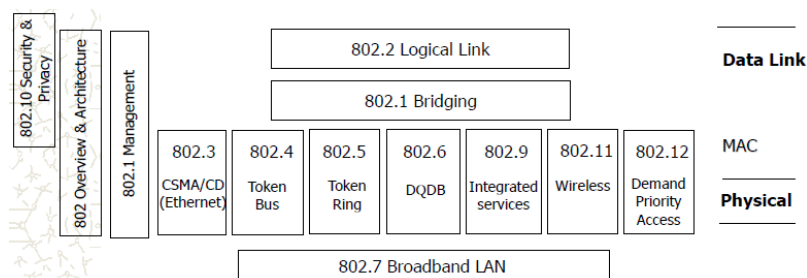 802.10 Security &
Privacy
802 Overview & Architecture
802.1 Management
802.2 Logical Link
Data Link
802.1 Bridging
802.3
CSMA/CD
(Ethernet)
802.4
Token
Bus
802.5
Token
Ring
802.6
DQDB
802.9
Integrated
services
802.11
Wireless
802.12
Demand
Priority
Access
MAC
Physical
802.7 Broadband LAN